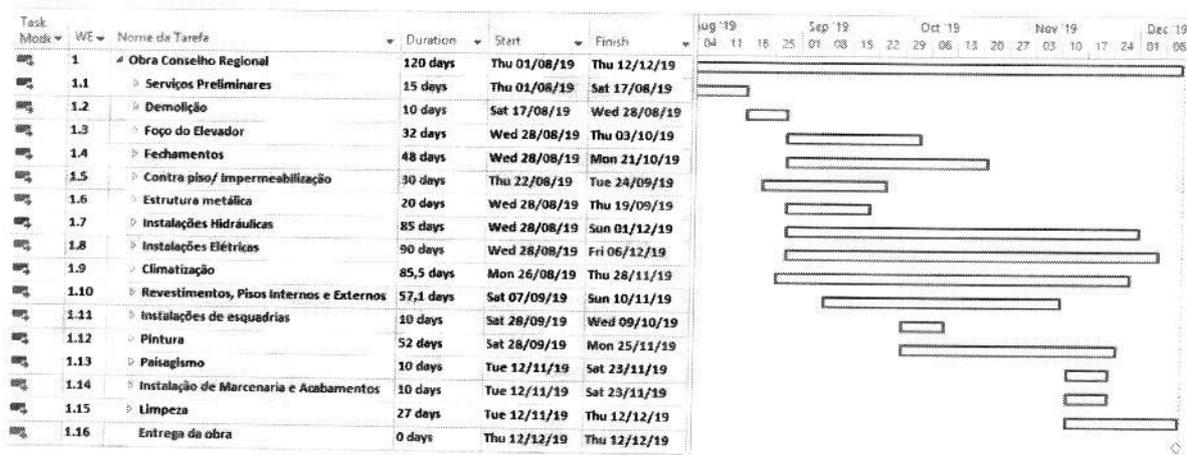 Task Mode WE Nome da Tarefa Duration Start Finish
Aug '19 Sep '19 Oct '19 Nov '19 Dec '19
04 11 18 25 01 08 15 22 29 06 13 20 27 03 10 17 24 01 08
1 Obra Conselho Regional 120 days Thu 01/08/19 Thu 12/12/19
1.1 Serviços Preliminares 15 days Thu 01/08/19 Sat 17/08/19
1.2 Demolição 10 days Sat 17/08/19 Wed 28/08/19
1.3 Foço do Elevador 32 days Wed 28/08/19 Thu 03/10/19
1.4 Fechamentos 48 days Wed 28/08/19 Mon 21/10/19
1.5 Contra piso/ impermeabilização 30 days Thu 22/08/19 Tue 24/09/19
1.6 Estrutura metálica 20 days Wed 28/08/19 Thu 19/09/19
1.7 Instalações Hidráulicas 85 days Wed 28/08/19 Sun 01/12/19
1.8 Instalações Elétricas 90 days Wed 28/08/19 Fri 06/12/19
1.9 Climatização 85,5 days Mon 26/08/19 Thu 28/11/19
1.10 Revestimentos, Pisos Internos e Externos 57,1 days Sat 07/09/19 Sun 10/11/19
1.11 Instalações de esquadrias 10 days Sat 28/09/19 Wed 09/10/19
1.12 Pintura 52 days Sat 28/09/19 Mon 25/11/19
1.13 Paisagismo 10 days Tue 12/11/19 Sat 23/11/19
1.14 Instalação de Marcenaria e Acabamentos 10 days Tue 12/11/19 Sat 23/11/19
1.15 Limpeza 27 days Tue 12/11/19 Thu 12/12/19
1.16 Entrega da obra 0 days Thu 12/12/19 Thu 12/12/19